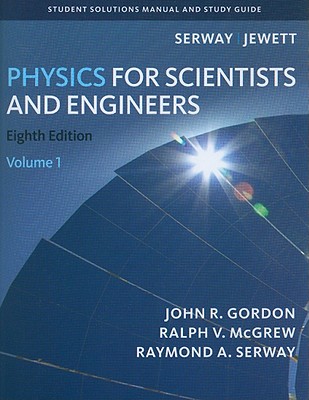 STUDENT SOLUTIONS MANUAL AND STUDY GUIDE
SERWAY | JEWETT
PHYSICS FOR SCIENTISTS
AND ENGINEERS
Eighth Edition
Volume 1
JOHN R. GORDON
RALPH V. McGREW
RAYMOND A. SERWAY